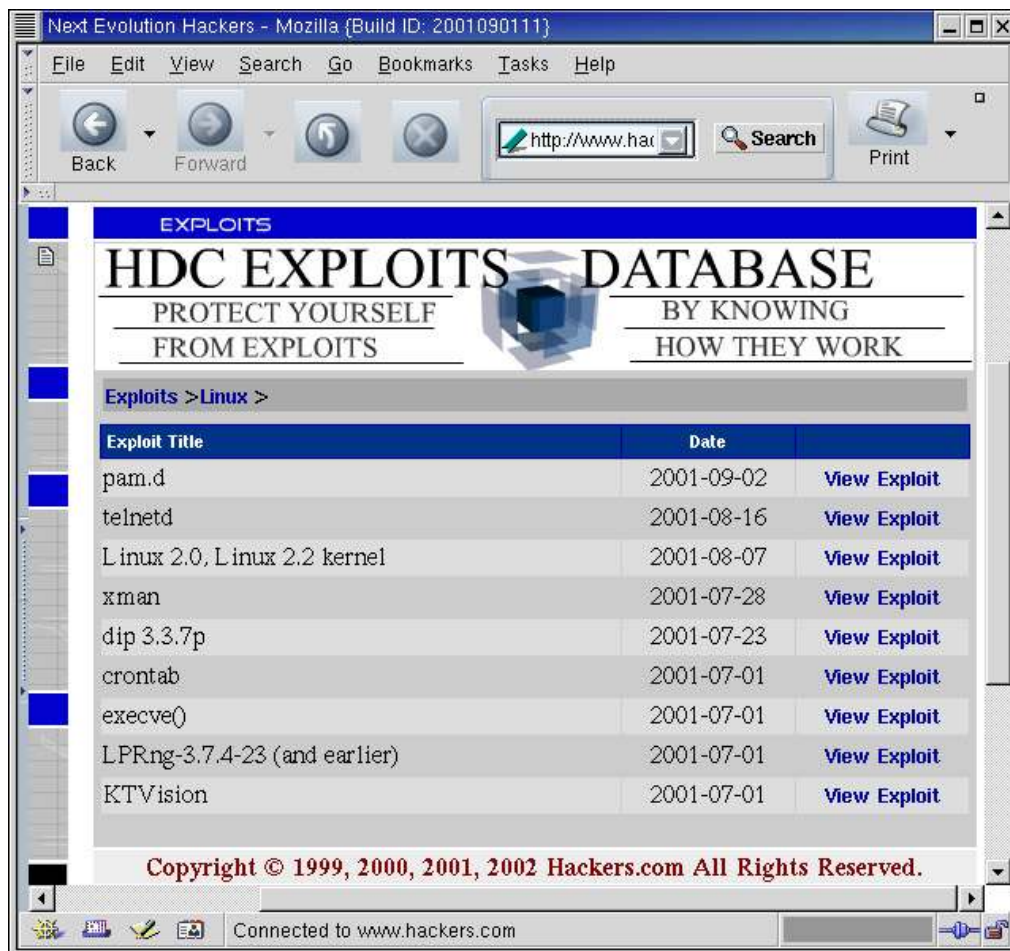 Next Evolution Hackers - Mozilla {Build ID: 2001090111}
File Edit View Search Go Bookmarks Tasks Help
Back Forward http://www.hac Search Print
EXPLOITS
HDC EXPLOITS DATABASE
PROTECT YOURSELF BY KNOWING
FROM EXPLOITS HOW THEY WORK
Exploits >Linux >
Exploit Title Date
pam.d 2001-09-02 View Exploit
telnetd 2001-08-16 View Exploit
Linux 2.0, Linux 2.2 kernel 2001-08-07 View Exploit
xman 2001-07-28 View Exploit
dip 3.3.7p 2001-07-23 View Exploit
crontab 2001-07-01 View Exploit
execve() 2001-07-01 View Exploit
LPRng-3.7.4-23 (and earlier) 2001-07-01 View Exploit
KTVision 2001-07-01 View Exploit
Copyright © 1999, 2000, 2001, 2002 Hackers.com All Rights Reserved.
Connected to www.hackers.com